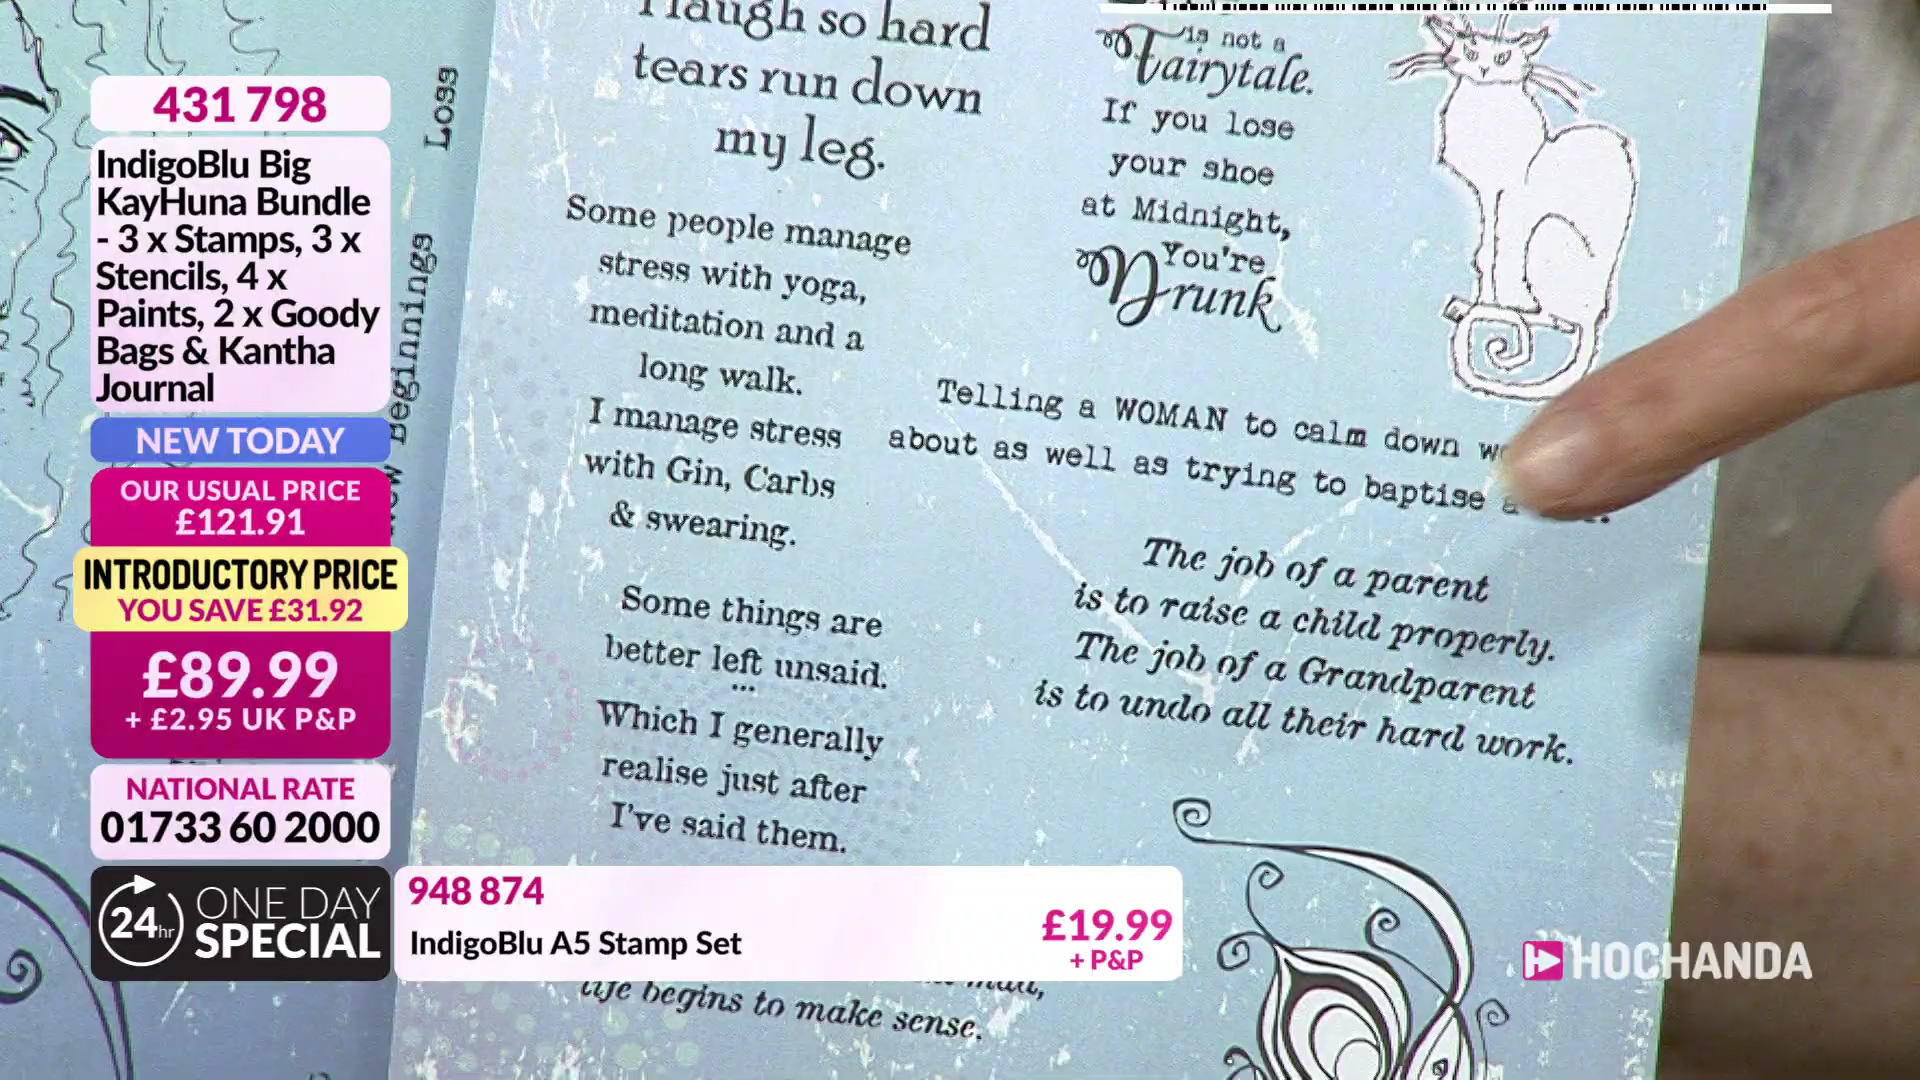 431 798
IndigoBlu Big
KayHuna Bundle
- 3 x Stamps, 3 x
Stencils, 4 x
Paints, 2 x Goody
Bags & Kantha
Journal
NEW TODAY
OUR USUAL PRICE
£121.91
INTRODUCTORY PRICE
YOU SAVE £31.92
£89.99
+ £2.95 UK P&P
NATIONAL RATE
01733 60 2000
24hr
ONE DAY
SPECIAL
948 874
IndigoBlu A5 Stamp Set
£19.99
+ P&P
HOCHANDA
Loss
New Beginnings
I laugh so hard
tears run down
my leg.
Some people manage
stress with yoga,
meditation and a
long walk.
I manage stress
with Gin, Carbs
& swearing.
Some things are
better left unsaid.
...
Which I generally
realise just after
I've said them.
life begins to make sense.
is not a
Fairytale.
If you lose
your shoe
at Midnight,
You're
Drunk
Telling a WOMAN to calm down
about as well as trying to baptise a
The job of a parent
is to raise a child properly.
The job of a Grandparent
is to undo all their hard work.